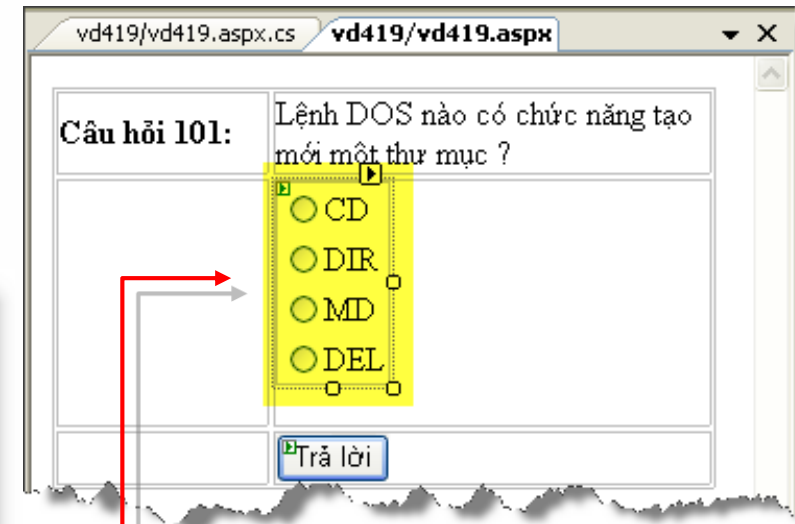 vd419/vd419.aspx.cs vd419/vd419.aspx
Câu hỏi 101:
Lệnh DOS nào có chức năng tạo
mới một thư mục ?
CD
DIR
MD
DEL
Trả lời